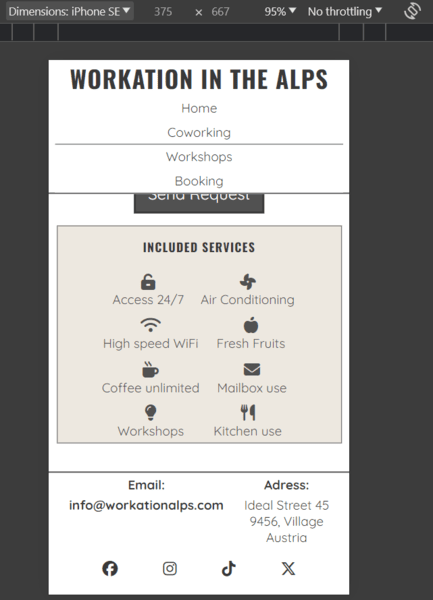 Dimensions: iPhone SE 375 × 667 95% No throttling
WORKATION IN THE ALPS
Home
Coworking
Workshops
Booking
Send Request
INCLUDED SERVICES
Access 24/7 Air Conditioning
High speed WiFi Fresh Fruits
Coffee unlimited Mailbox use
Workshops Kitchen use
Email: Adress:
info@workationalps.com Ideal Street 45
9456, Village
Austria